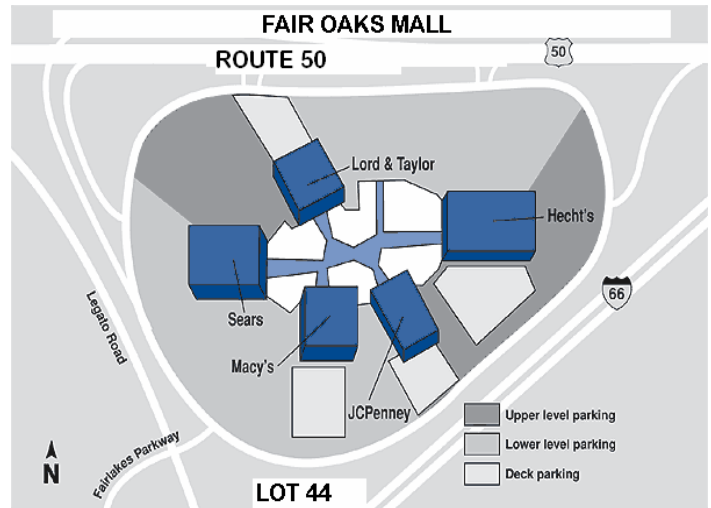 FAIR OAKS MALL
50
ROUTE 50
Lord & Taylor
Hecht's
66
Legato Road
Sears
Macy's
JCPenney
Upper level parking
Lower level parking
Deck parking
Fairlakes Parkway
N
LOT 44